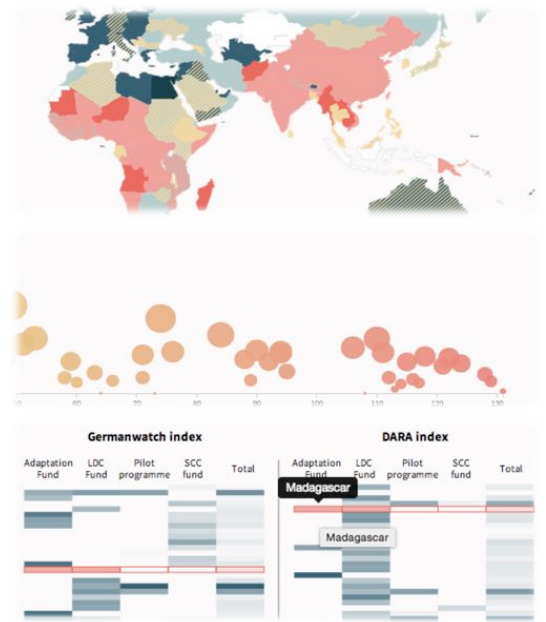 60 70 80 90 100 110 120 130
Germanwatch index DARA index
Adaptation Fund LDC Fund Pilot programme SCC fund Total Adaptation Fund LDC Fund Pilot programme SCC fund Total
Madagascar
Madagascar